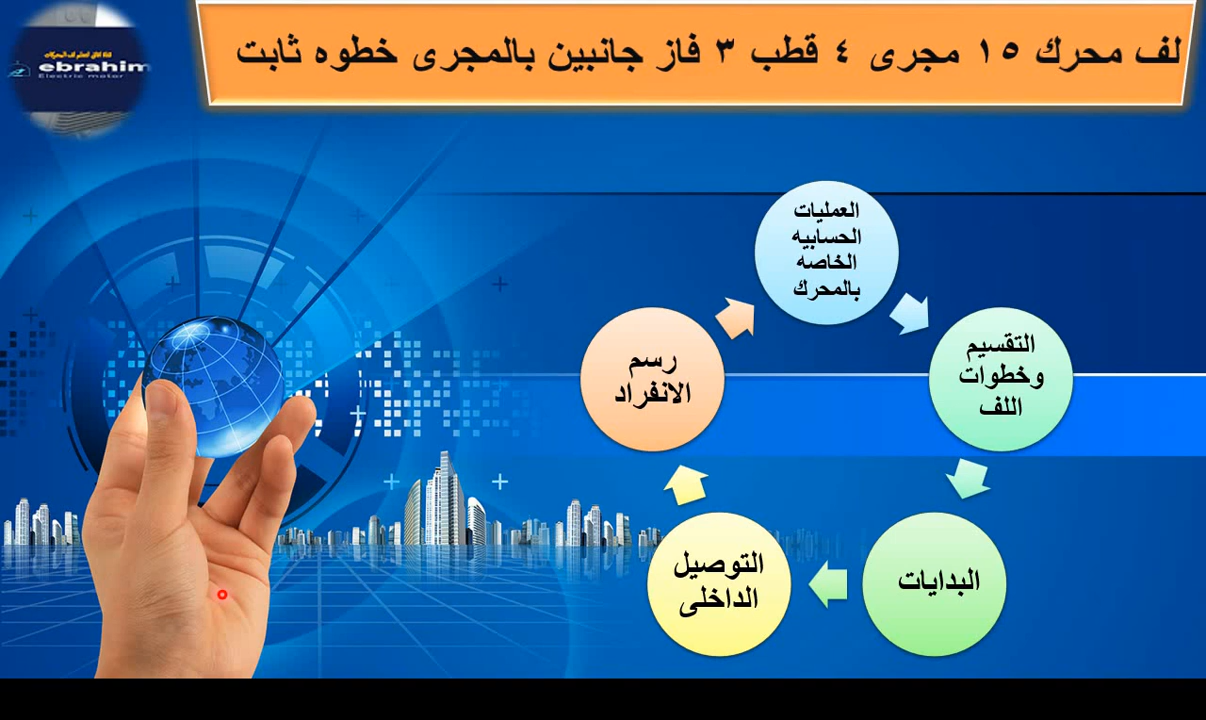 لف محرك ١٥ مجرى ٤ قطب ٣ فاز جانبين بالمجرى خطوه ثابت
ebrahim
Electric motor
العمليات
الحسابيه
الخاصه
بالمحرك
التقسيم
وخطوات
اللف
البدايات
التوصيل
الداخلى
رسم
الانفراد